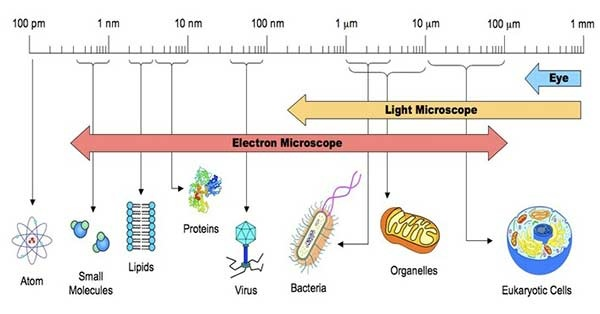 100 pm 1 nm 10 nm 100 nm 1 μm 10 μm 100 μm 1 mm
Eye
Light Microscope
Electron Microscope
Atom
Small
Molecules
Lipids
Proteins
Virus
Bacteria
Organelles
Eukaryotic Cells